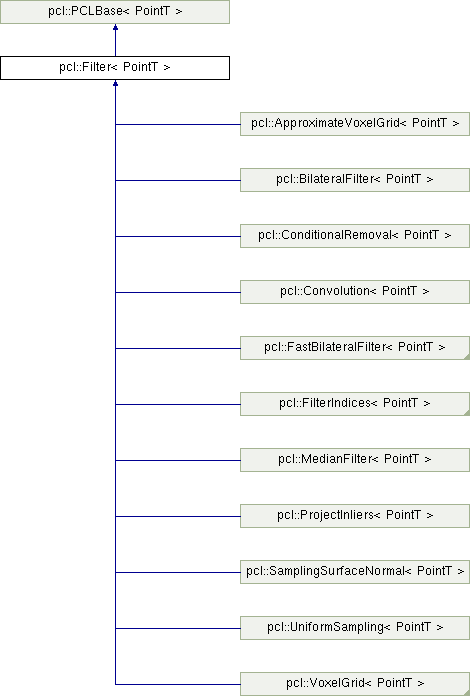 pcl::PCLBase< PointT >
pcl::Filter< PointT >
pcl::ApproximateVoxelGrid< PointT >
pcl::BilateralFilter< PointT >
pcl::ConditionalRemoval< PointT >
pcl::Convolution< PointT >
pcl::FastBilateralFilter< PointT >
pcl::FilterIndices< PointT >
pcl::MedianFilter< PointT >
pcl::ProjectInliers< PointT >
pcl::SamplingSurfaceNormal< PointT >
pcl::UniformSampling< PointT >
pcl::VoxelGrid< PointT >